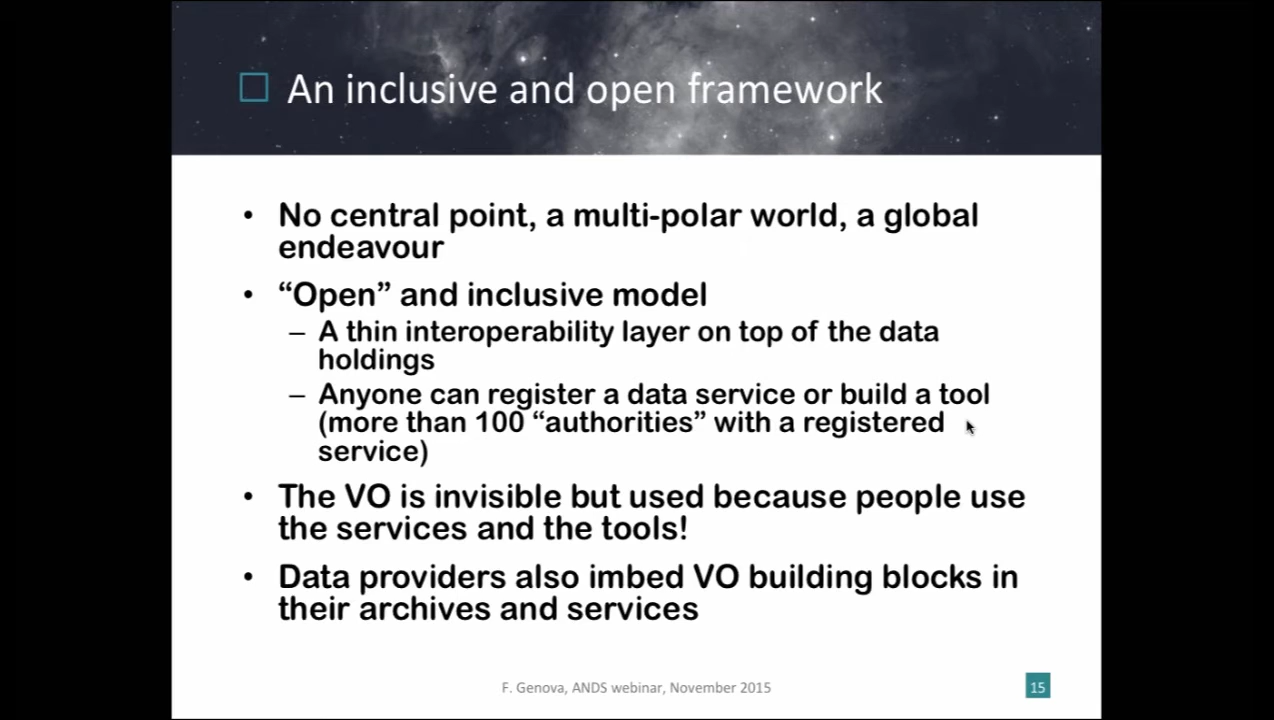 An inclusive and open framework
• No central point, a multi-polar world, a global
endeavour
• “Open” and inclusive model
– A thin interoperability layer on top of the data
holdings
– Anyone can register a data service or build a tool
(more than 100 “authorities” with a registered
service)
• The VO is invisible but used because people use
the services and the tools!
• Data providers also imbed VO building blocks in
their archives and services
F. Genova, ANDS webinar, November 2015
15